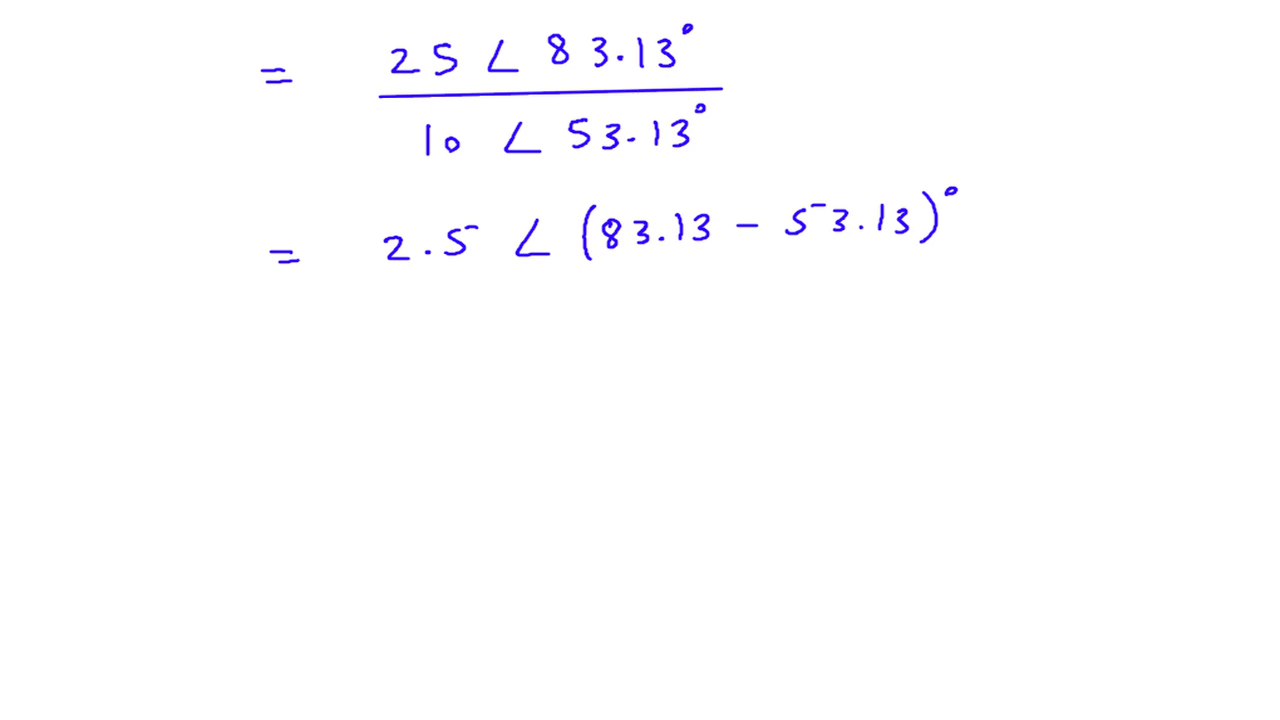 = 25 ∠ 83.13°
10 ∠ 53.13°
= 2.5 ∠ (83.13 - 53.13)°